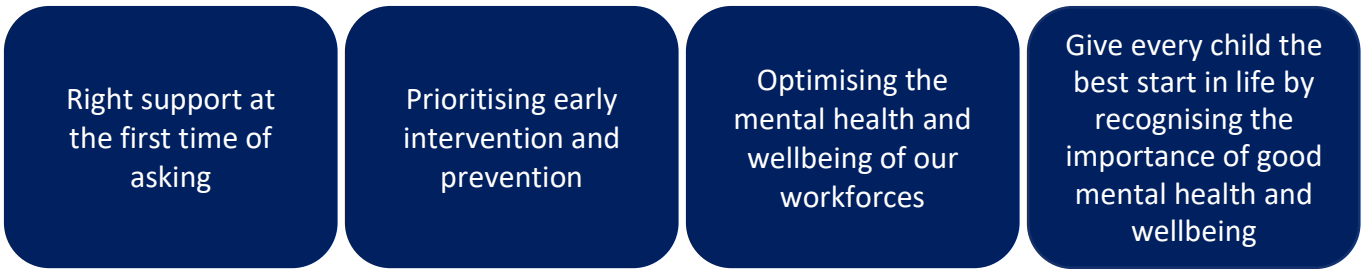 Right support at
the first time of
asking
Prioritising early
intervention and
prevention
Optimising the
mental health and
wellbeing of our
workforces
Give every child the
best start in life by
recognising the
importance of good
mental health and
wellbeing